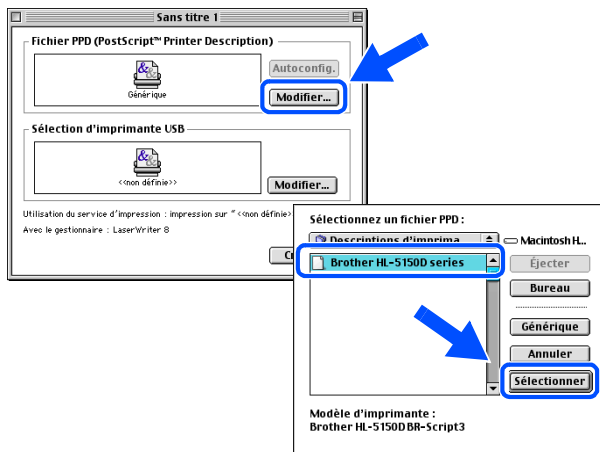 Sans titre 1
Fichier PPD (PostScript™ Printer Description)
Générique
Autoconfig.
Modifier...
Sélection d'imprimante USB
<<non définie>>
Modifier...
Utilisation du service d'impression : impression sur "<<non définie>
Avec le gestionnaire : LaserWriter 8
Sélectionnez un fichier PPD :
Descriptions d'imprima
Macintosh H...
Brother HL-5150D series
Éjecter
Bureau
Générique
Annuler
Sélectionner
Modèle d'imprimante :
Brother HL-5150D BR-Script3